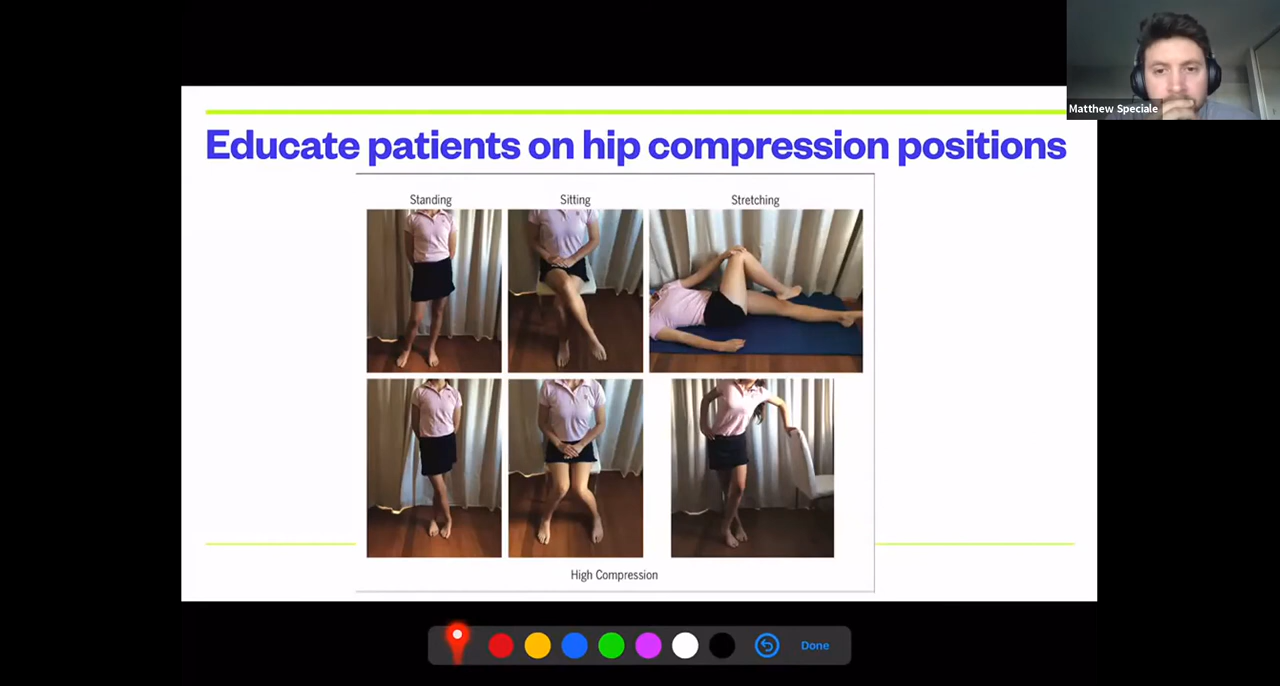 Matthew Speciale
Educate patients on hip compression positions
Standing
Sitting
Stretching
High Compression
Done